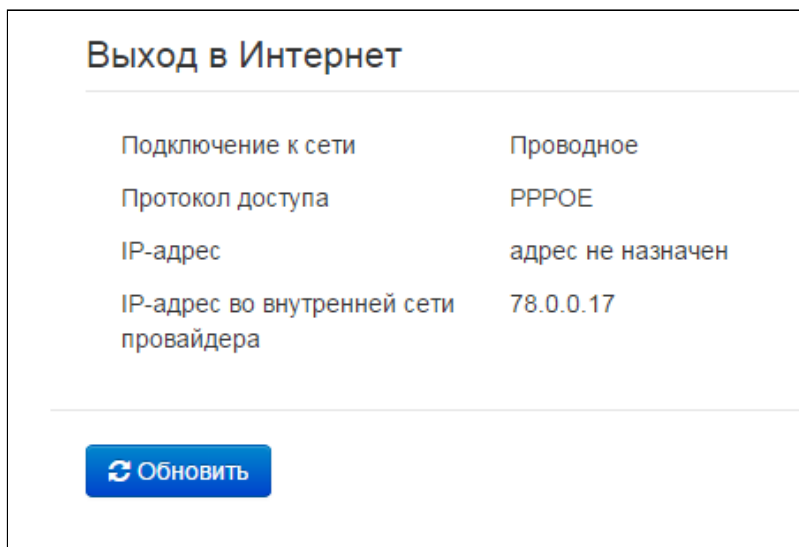 Выход в Интернет
Подключение к сети Проводное
Протокол доступа PPPOE
IP-адрес адрес не назначен
IP-адрес во внутренней сети 78.0.0.17
провайдера
Обновить